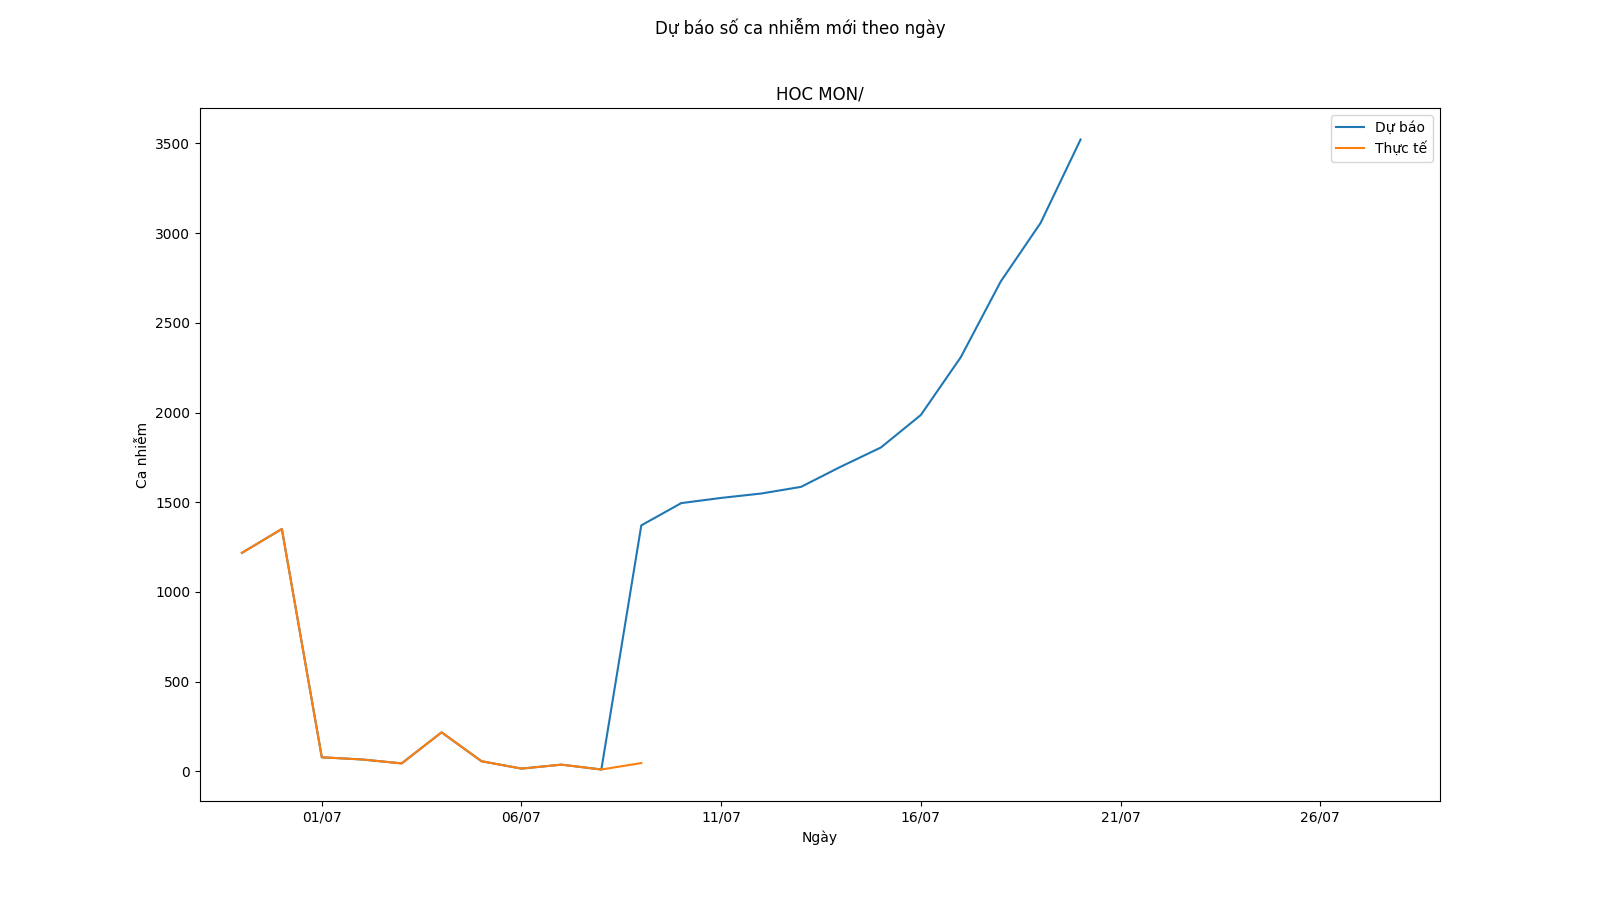 Dự báo số ca nhiễm mới theo ngày
HOC MON/
Dự báo
Thực tế
3500
3000
2500
2000
1500
1000
500
0
Ca nhiễm
01/07
06/07
11/07
16/07
21/07
26/07
Ngày